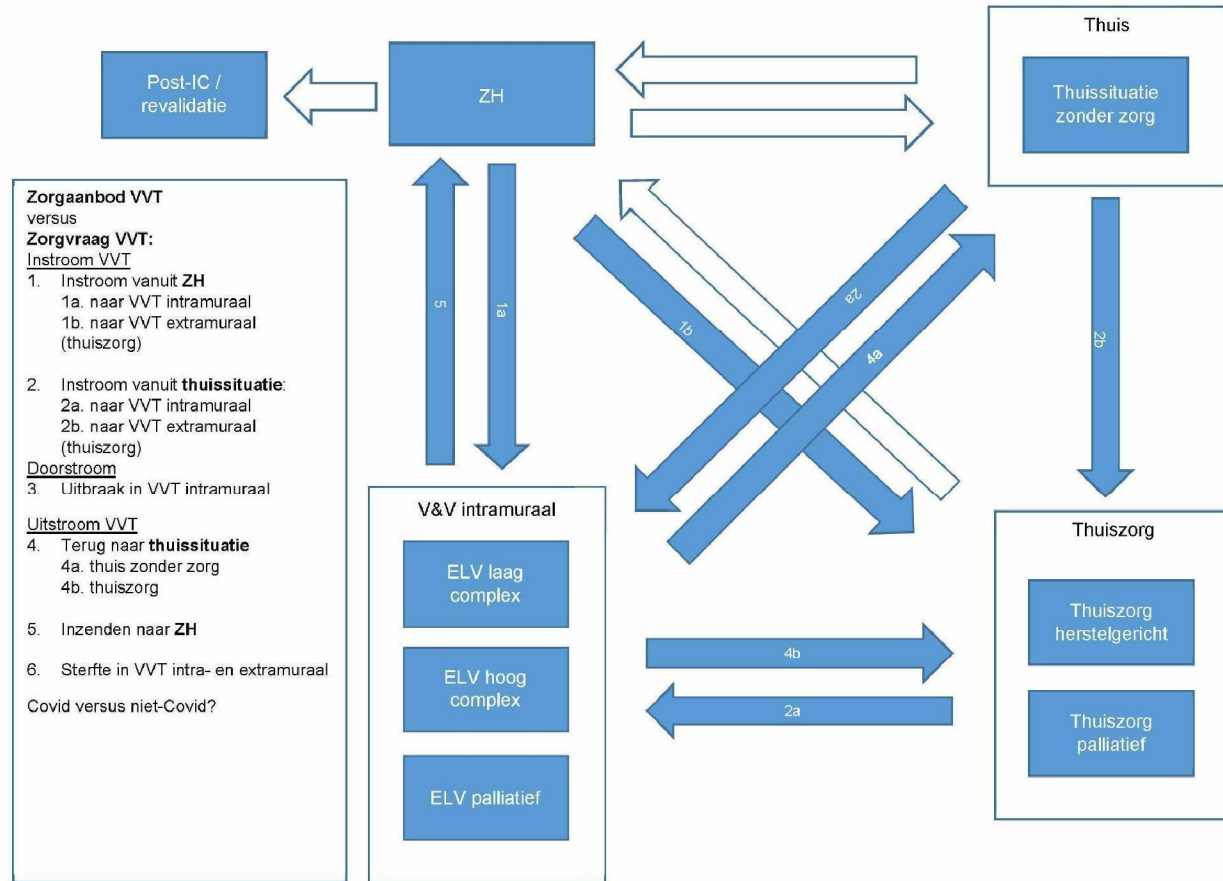 Post-IC /
revalidatie
ZH
Thuis
Thuissituatie
zonder zorg
Zorgaanbod VVT
versus
Zorgvraag VVT:
Instroom VVT
1. Instroom vanuit ZH
1a. naar VVT intramuraal
1b. naar VVT extramuraal
(thuiszorg)
2. Instroom vanuit thuissituatie:
2a. naar VVT intramuraal
2b. naar VVT extramuraal
(thuiszorg)
Doorstroom
3. Uitbraak in VVT intramuraal
Uitstroom VVT
4. Terug naar thuissituatie
4a. thuis zonder zorg
4b. thuiszorg
5. Inzenden naar ZH
6. Sterfte in VVT intra- en extramuraal
Covid versus niet-Covid?
5
1a
1b
2a
4a
2b
V&V intramuraal
ELV laag
complex
ELV hoog
complex
ELV palliatief
4b
2a
Thuiszorg
Thuiszorg
herstelgericht
Thuiszorg
palliatief